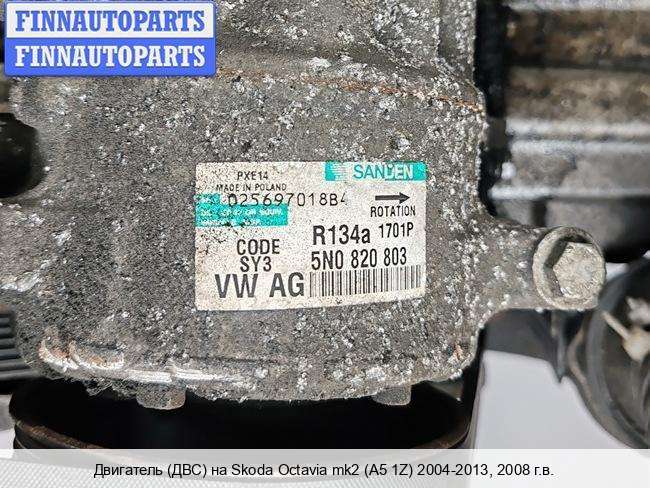 FINNAUTOPARTS
FINNAUTOPARTS
PXE14
MADE IN POLAND
SANDEN
025697018B4
ROTATION
CODE
R134a 1701P
SY3
5N0 820 803
VW AG
Двигатель (ДВС) на Skoda Octavia mk2 (A5 1Z) 2004-2013, 2008 г.в.